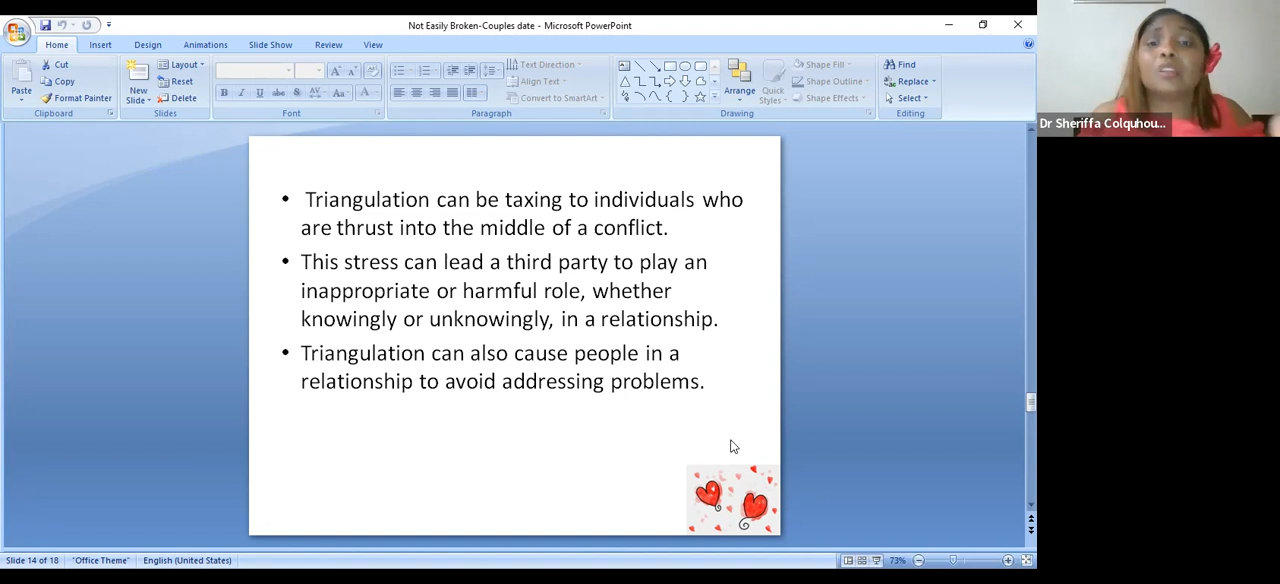 Not Easily Broken-Couples date - Microsoft PowerPoint
Home Insert Design Animations Slide Show Review View
Cut
Copy
Format Painter
Paste
Clipboard
New
Slide
Layout
Reset
Delete
Slides
B I U abc S AV Aa A
Font
Text Direction
Align Text
Convert to SmartArt
Paragraph
Arrange
Quick
Styles
Shape Fill
Shape Outline
Shape Effects
Drawing
Find
Replace
Select
Editing
Dr Sheriffa Colquhou...
• Triangulation can be taxing to individuals who
are thrust into the middle of a conflict.
• This stress can lead a third party to play an
inappropriate or harmful role, whether
knowingly or unknowingly, in a relationship.
• Triangulation can also cause people in a
relationship to avoid addressing problems.
Slide 14 of 18 "Office Theme" English (United States) 73%